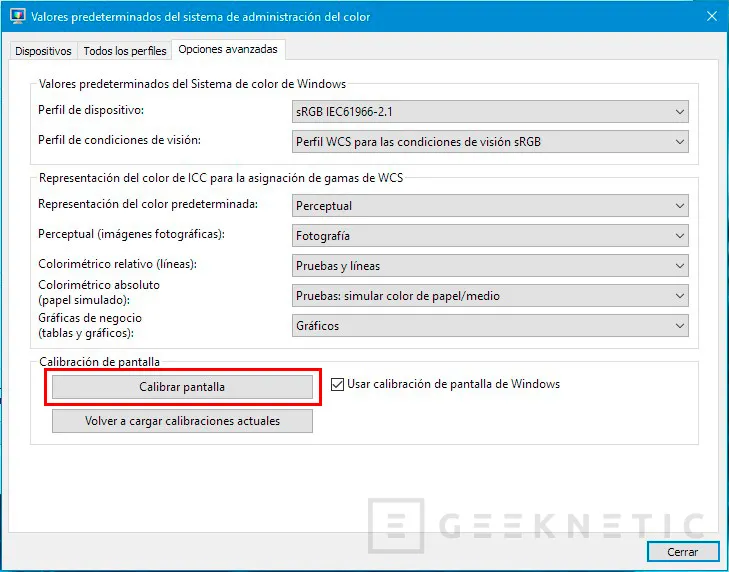 Valores predeterminados del sistema de administración del color
Dispositivos
Todos los perfiles
Opciones avanzadas
Valores predeterminados del Sistema de color de Windows
Perfil de dispositivo:
sRGB IEC61966-2.1
Perfil de condiciones de visión:
Perfil WCS para las condiciones de visión sRGB
Representación del color de ICC para la asignación de gamas de WCS
Representación del color predeterminada:
Perceptual
Perceptual (imágenes fotográficas):
Fotografía
Colorimétrico relativo (líneas):
Pruebas y líneas
Colorimétrico absoluto
(papel simulado):
Pruebas: simular color de papel/medio
Gráficas de negocio
(tablas y gráficos):
Gráficos
Calibración de pantalla
Calibrar pantalla
Usar calibración de pantalla de Windows
Volver a cargar calibraciones actuales
GEEKNETIC
Cerrar